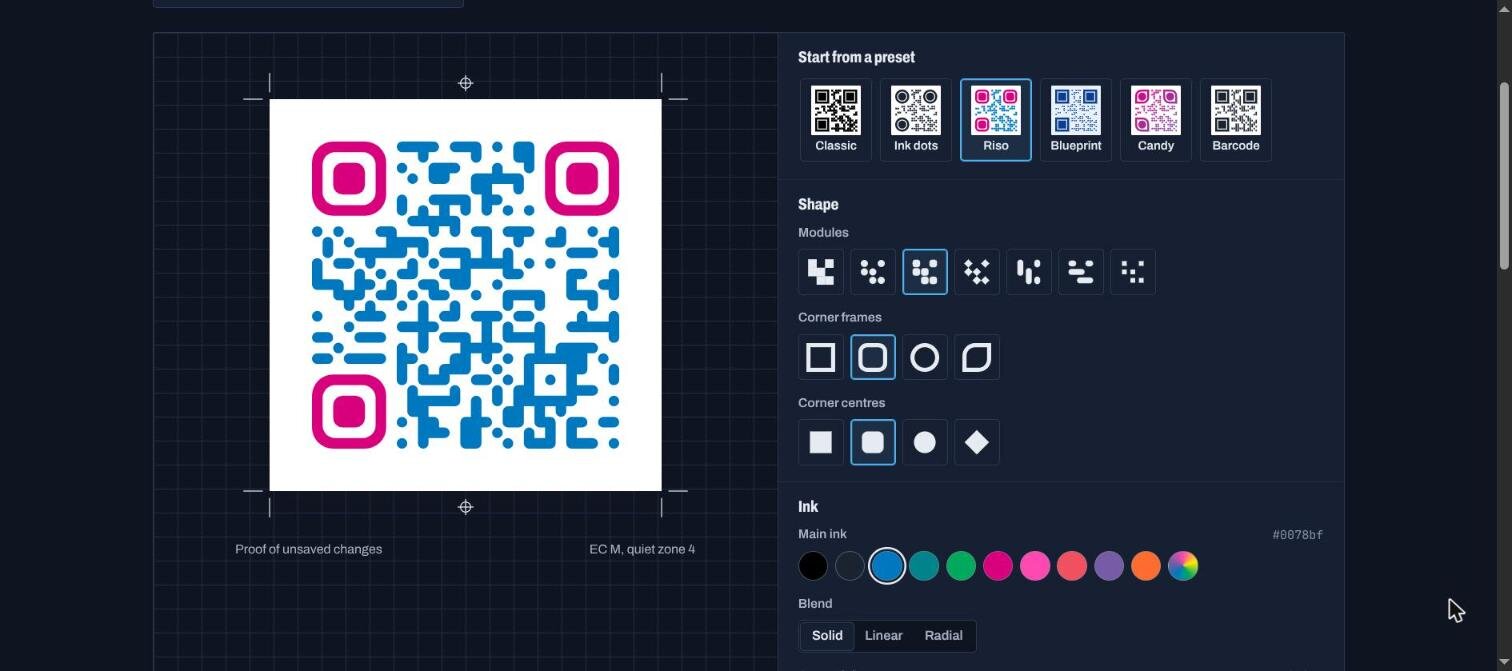 Start from a preset
Classic
Ink dots
Riso
Blueprint
Candy
Barcode
Shape
Modules
Corner frames
Corner centres
Ink
Main ink
#0078bf
Blend
Solid
Linear
Radial
Proof of unsaved changes
EC M, quiet zone 4